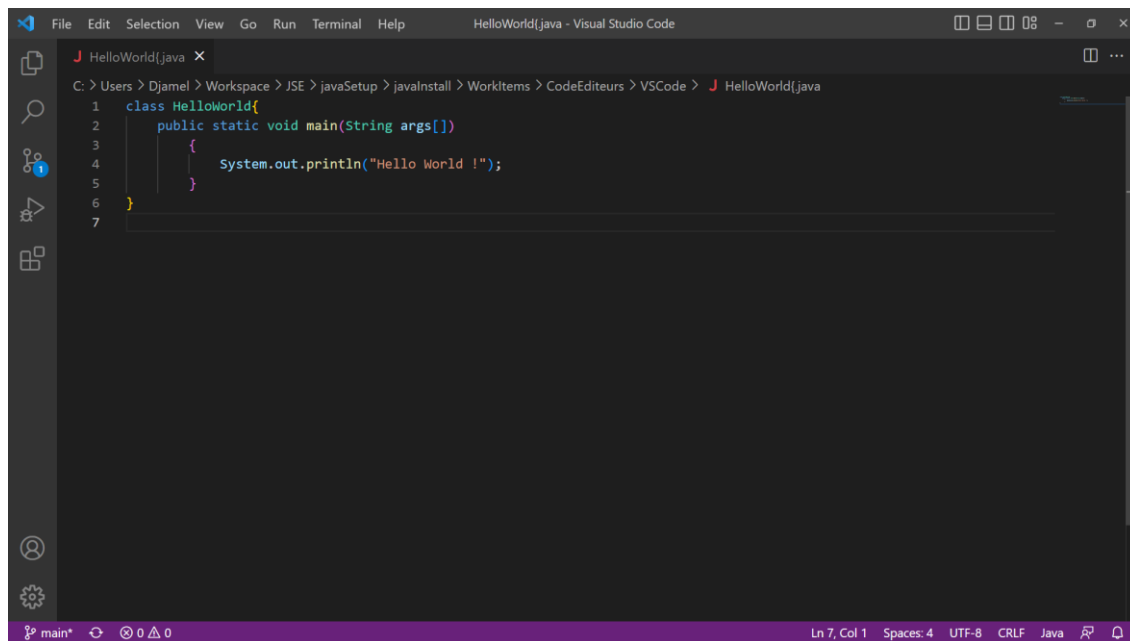 File Edit Selection View Go Run Terminal Help HelloWorld{.java - Visual Studio Code
J HelloWorld{.java
C: > Users > Djamel > Workspace > JSE > javaSetup > javaInstall > WorkItems > CodeEditeurs > VSCode > J HelloWorld{.java
1 class HelloWorld{
2 public static void main(String args[])
3 {
4 System.out.println("Hello World !");
5 }
6 }
7
1
main* 0 0 Ln 7, Col 1 Spaces: 4 UTF-8 CRLF Java